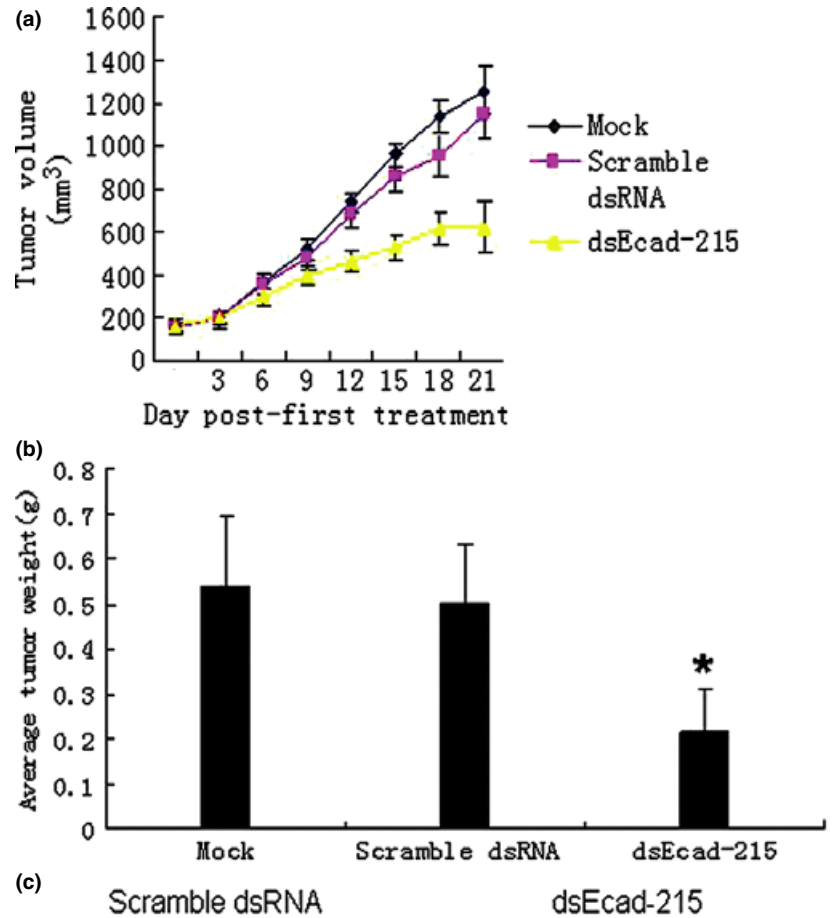 (a)
1600
1400
1200
1000
800
600
400
200
0
Tumor volume
(mm³)
3 6 9 12 15 18 21
Day post-first treatment
Mock
Scramble
dsRNA
dsEcad-215
(b)
0.8
0.7
0.6
0.5
0.4
0.3
0.2
0.1
0
Average tumor weight(g)
*
Mock Scramble dsRNA dsEcad-215
(c)
Scramble dsRNA dsEcad-215